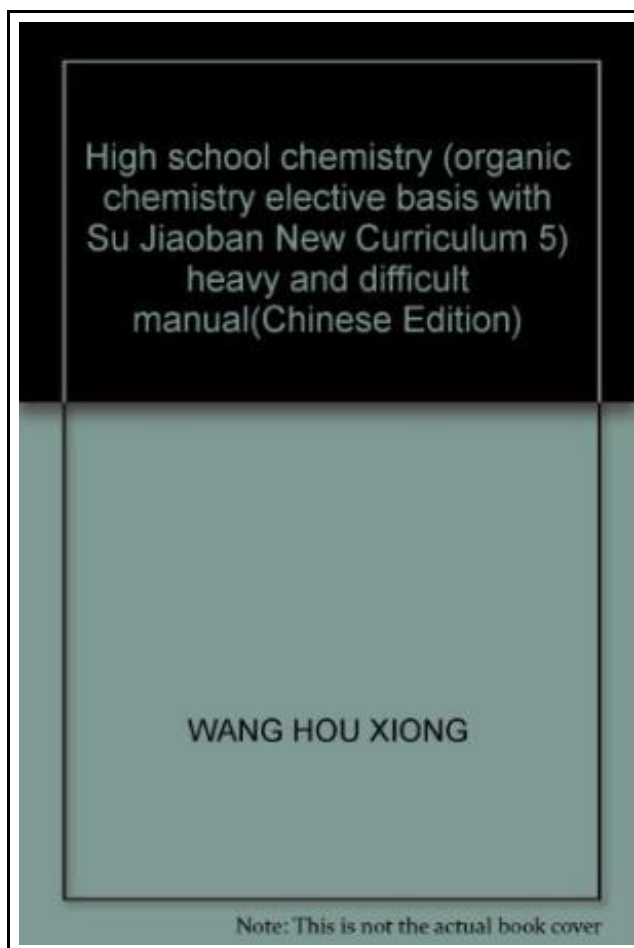 High school chemistry (organic
chemistry elective basis with
Su Jiaoban New Curriculum 5)
heavy and difficult
manual(Chinese Edition)
WANG HOU XIONG
Note: This is not the actual book cover